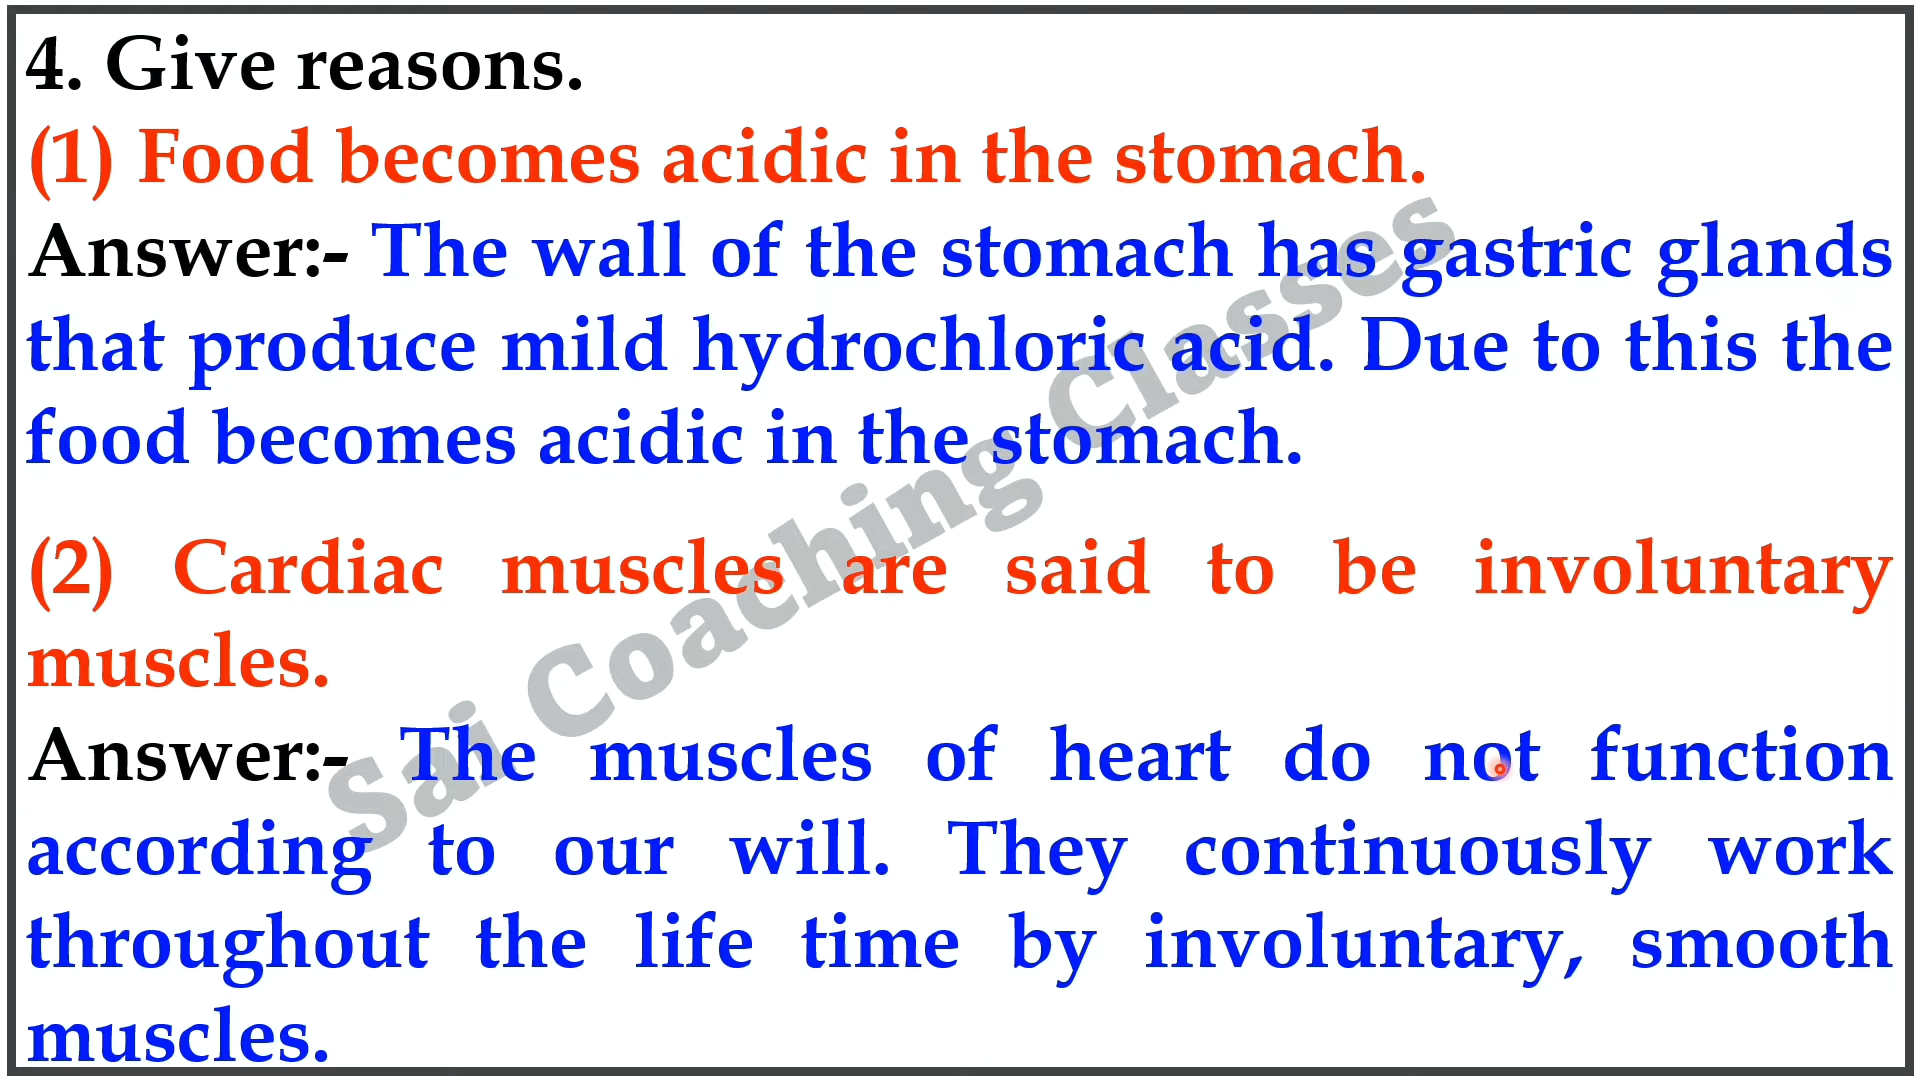 4. Give reasons.
(1) Food becomes acidic in the stomach.
Answer:- The wall of the stomach has gastric glands
that produce mild hydrochloric acid. Due to this the
food becomes acidic in the stomach.
(2) Cardiac muscles are said to be involuntary
muscles.
Answer:- The muscles of heart do not function
according to our will. They continuously work
throughout the life time by involuntary, smooth
muscles.
Sai Coaching Classes